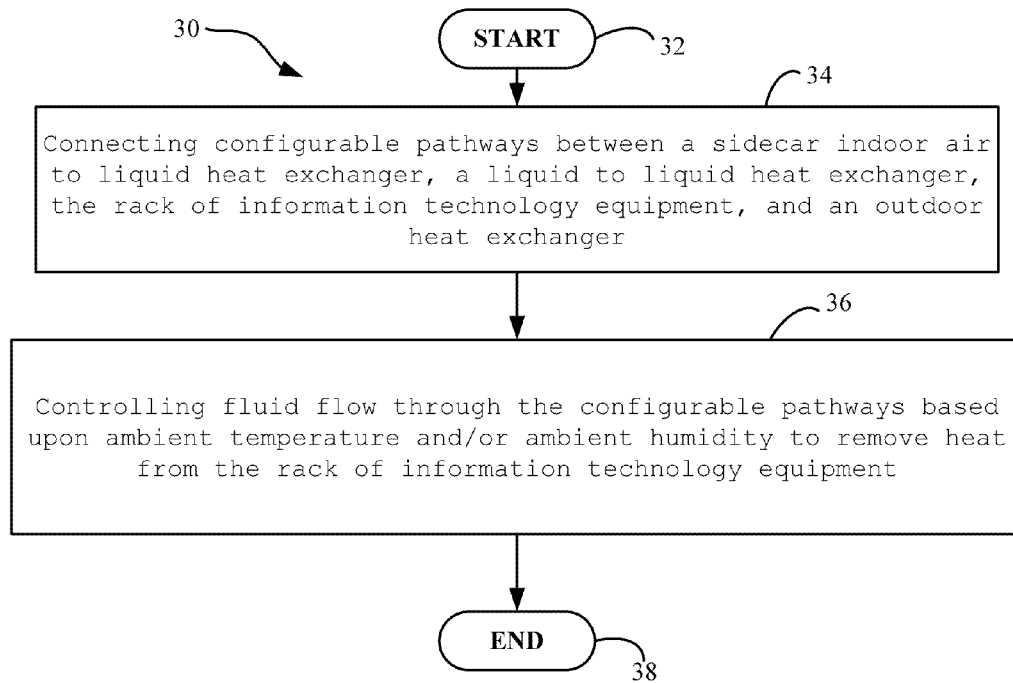 30
START
32
34
Connecting configurable pathways between a sidecar indoor air
to liquid heat exchanger, a liquid to liquid heat exchanger,
the rack of information technology equipment, and an outdoor
heat exchanger
36
Controlling fluid flow through the configurable pathways based
upon ambient temperature and/or ambient humidity to remove heat
from the rack of information technology equipment
END
38